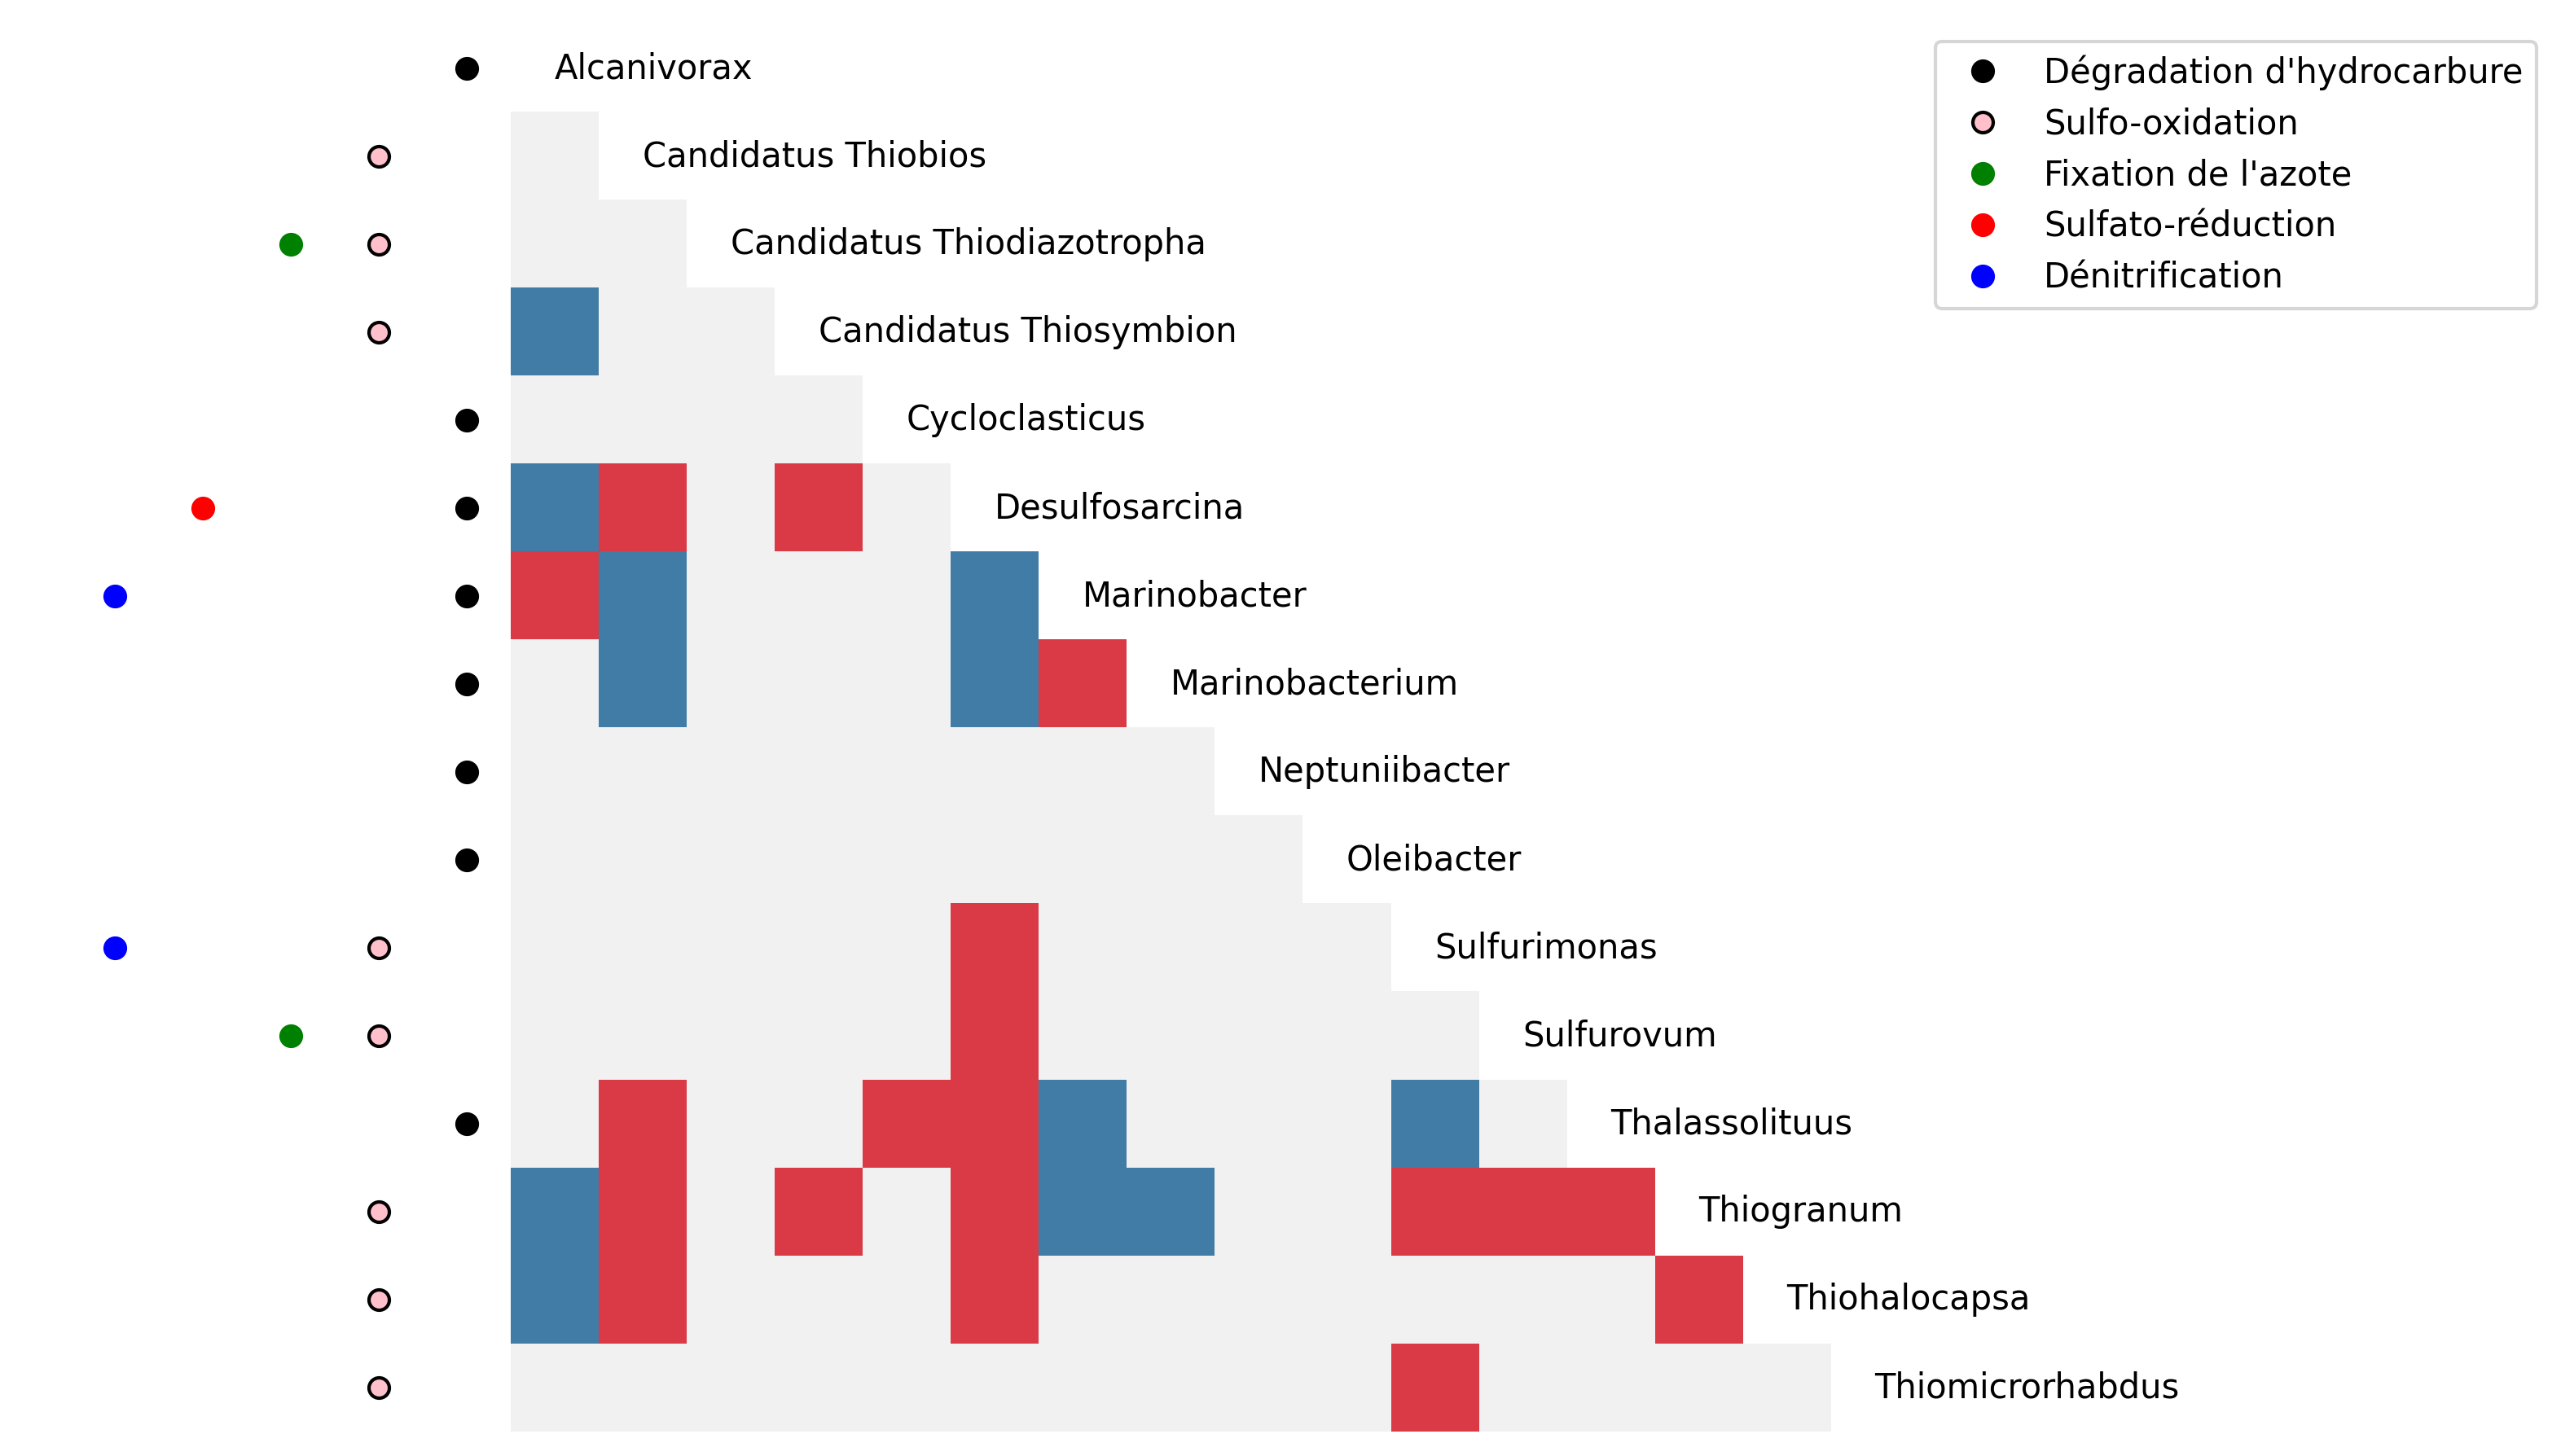 Alcanivorax
Candidatus Thiobios
Candidatus Thiodiazotropha
Candidatus Thiosymbion
Cycloclasticus
Desulfosarcina
Marinobacter
Marinobacterium
Neptuniibacter
Oleibacter
Sulfurimonas
Sulfurovum
Thalassolituus
Thiogranum
Thiohalocapsa
Thiomicrorhabdus
Dégradation d'hydrocarbure
Sulfo-oxidation
Fixation de l'azote
Sulfato-réduction
Dénitrification